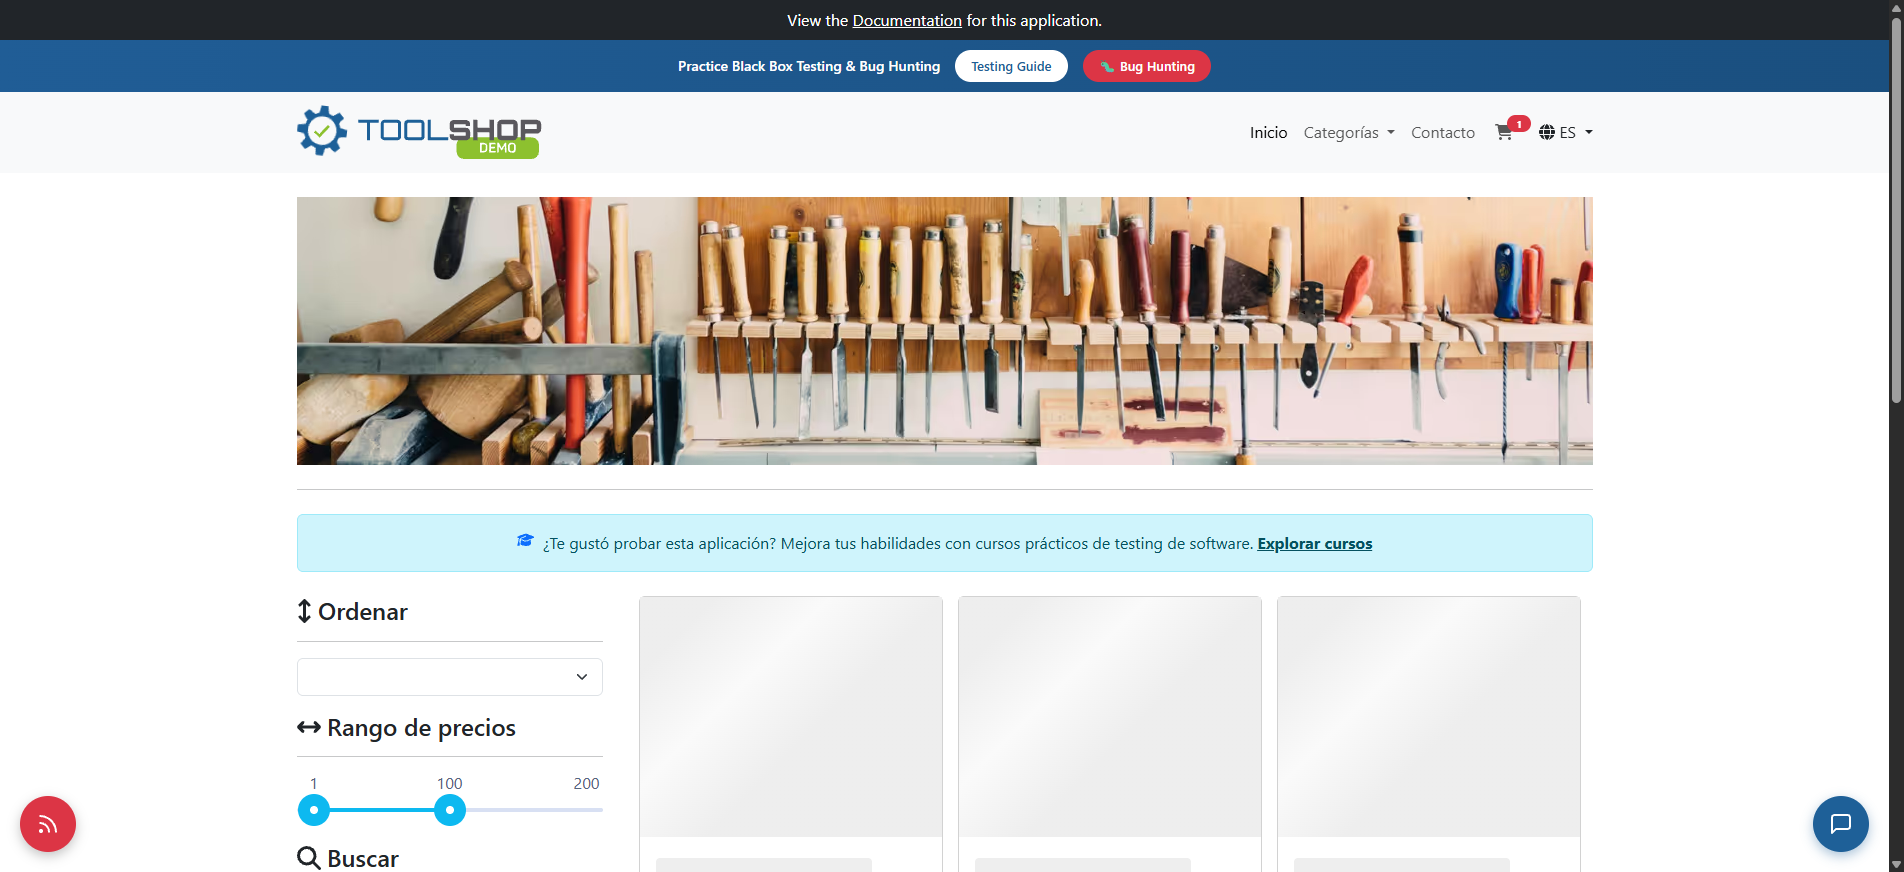 View the Documentation for this application.
Practice Black Box Testing & Bug Hunting
Testing Guide
Bug Hunting
TOOLSHOP
DEMO
Inicio
Categorías
Contacto
1
ES
¿Te gustó probar esta aplicación? Mejora tus habilidades con cursos prácticos de testing de software. Explorar cursos
Ordenar
Rango de precios
1
100
200
Buscar